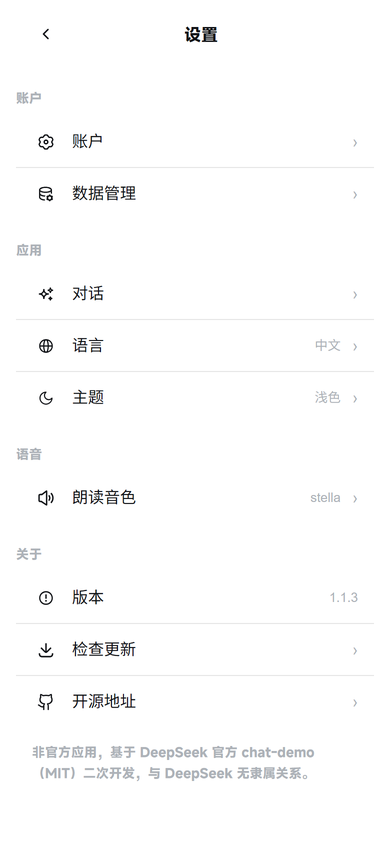 设置
账户
账户
数据管理
应用
对话
语言 中文
主题 浅色
语音
朗读音色 stella
关于
版本 1.1.3
检查更新
开源地址
非官方应用，基于 DeepSeek 官方 chat-demo
（MIT）二次开发，与 DeepSeek 无隶属关系。